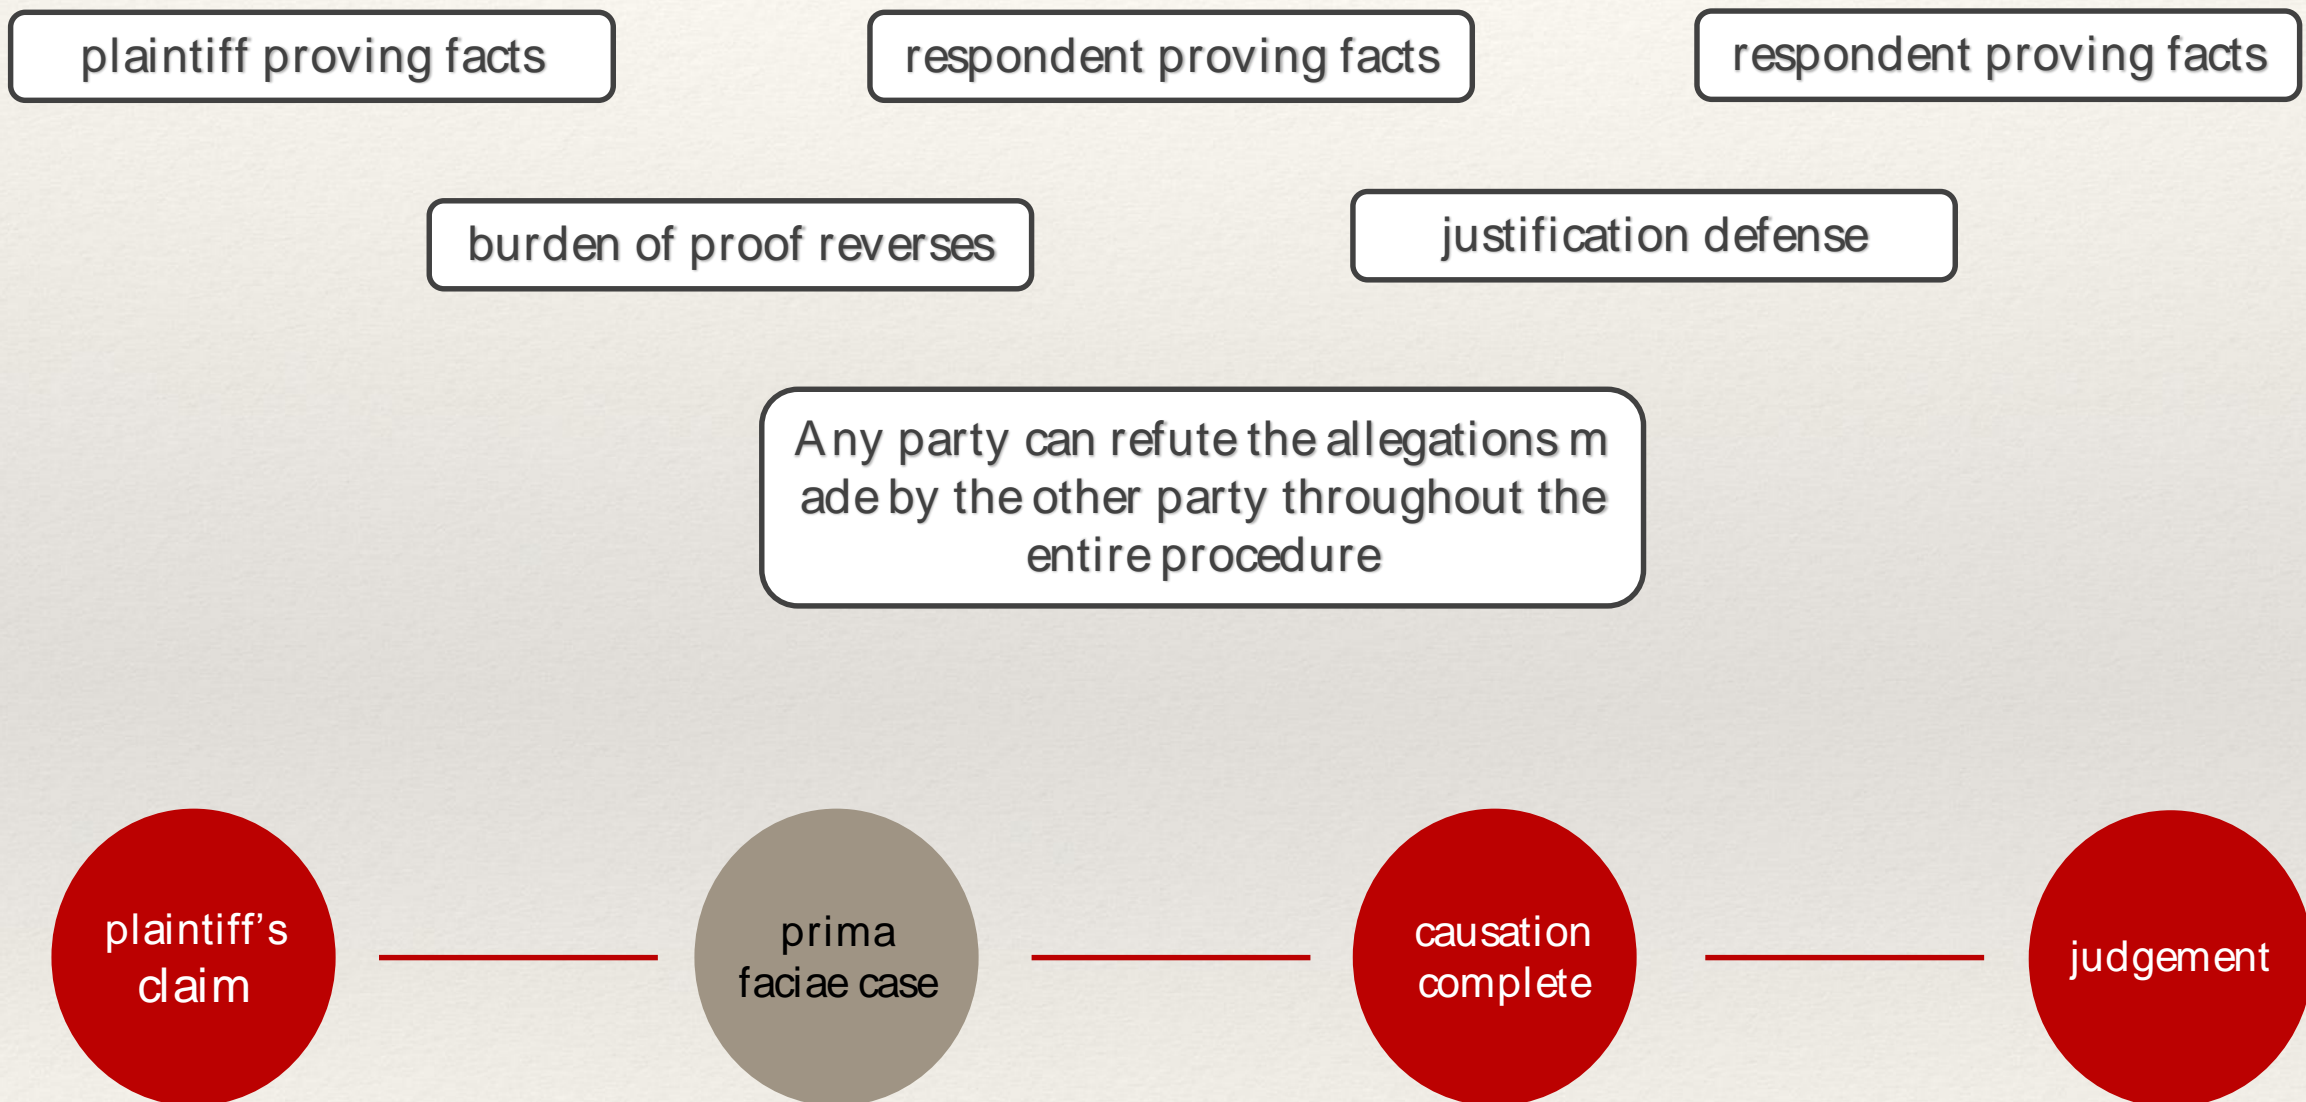 plaintiff proving facts
respondent proving facts
respondent proving facts
burden of proof reverses
justification defense
Any party can refute the allegations m
ade by the other party throughout the
entire procedure
plaintiff’s
claim
prima
faciae case
causation
complete
judgement